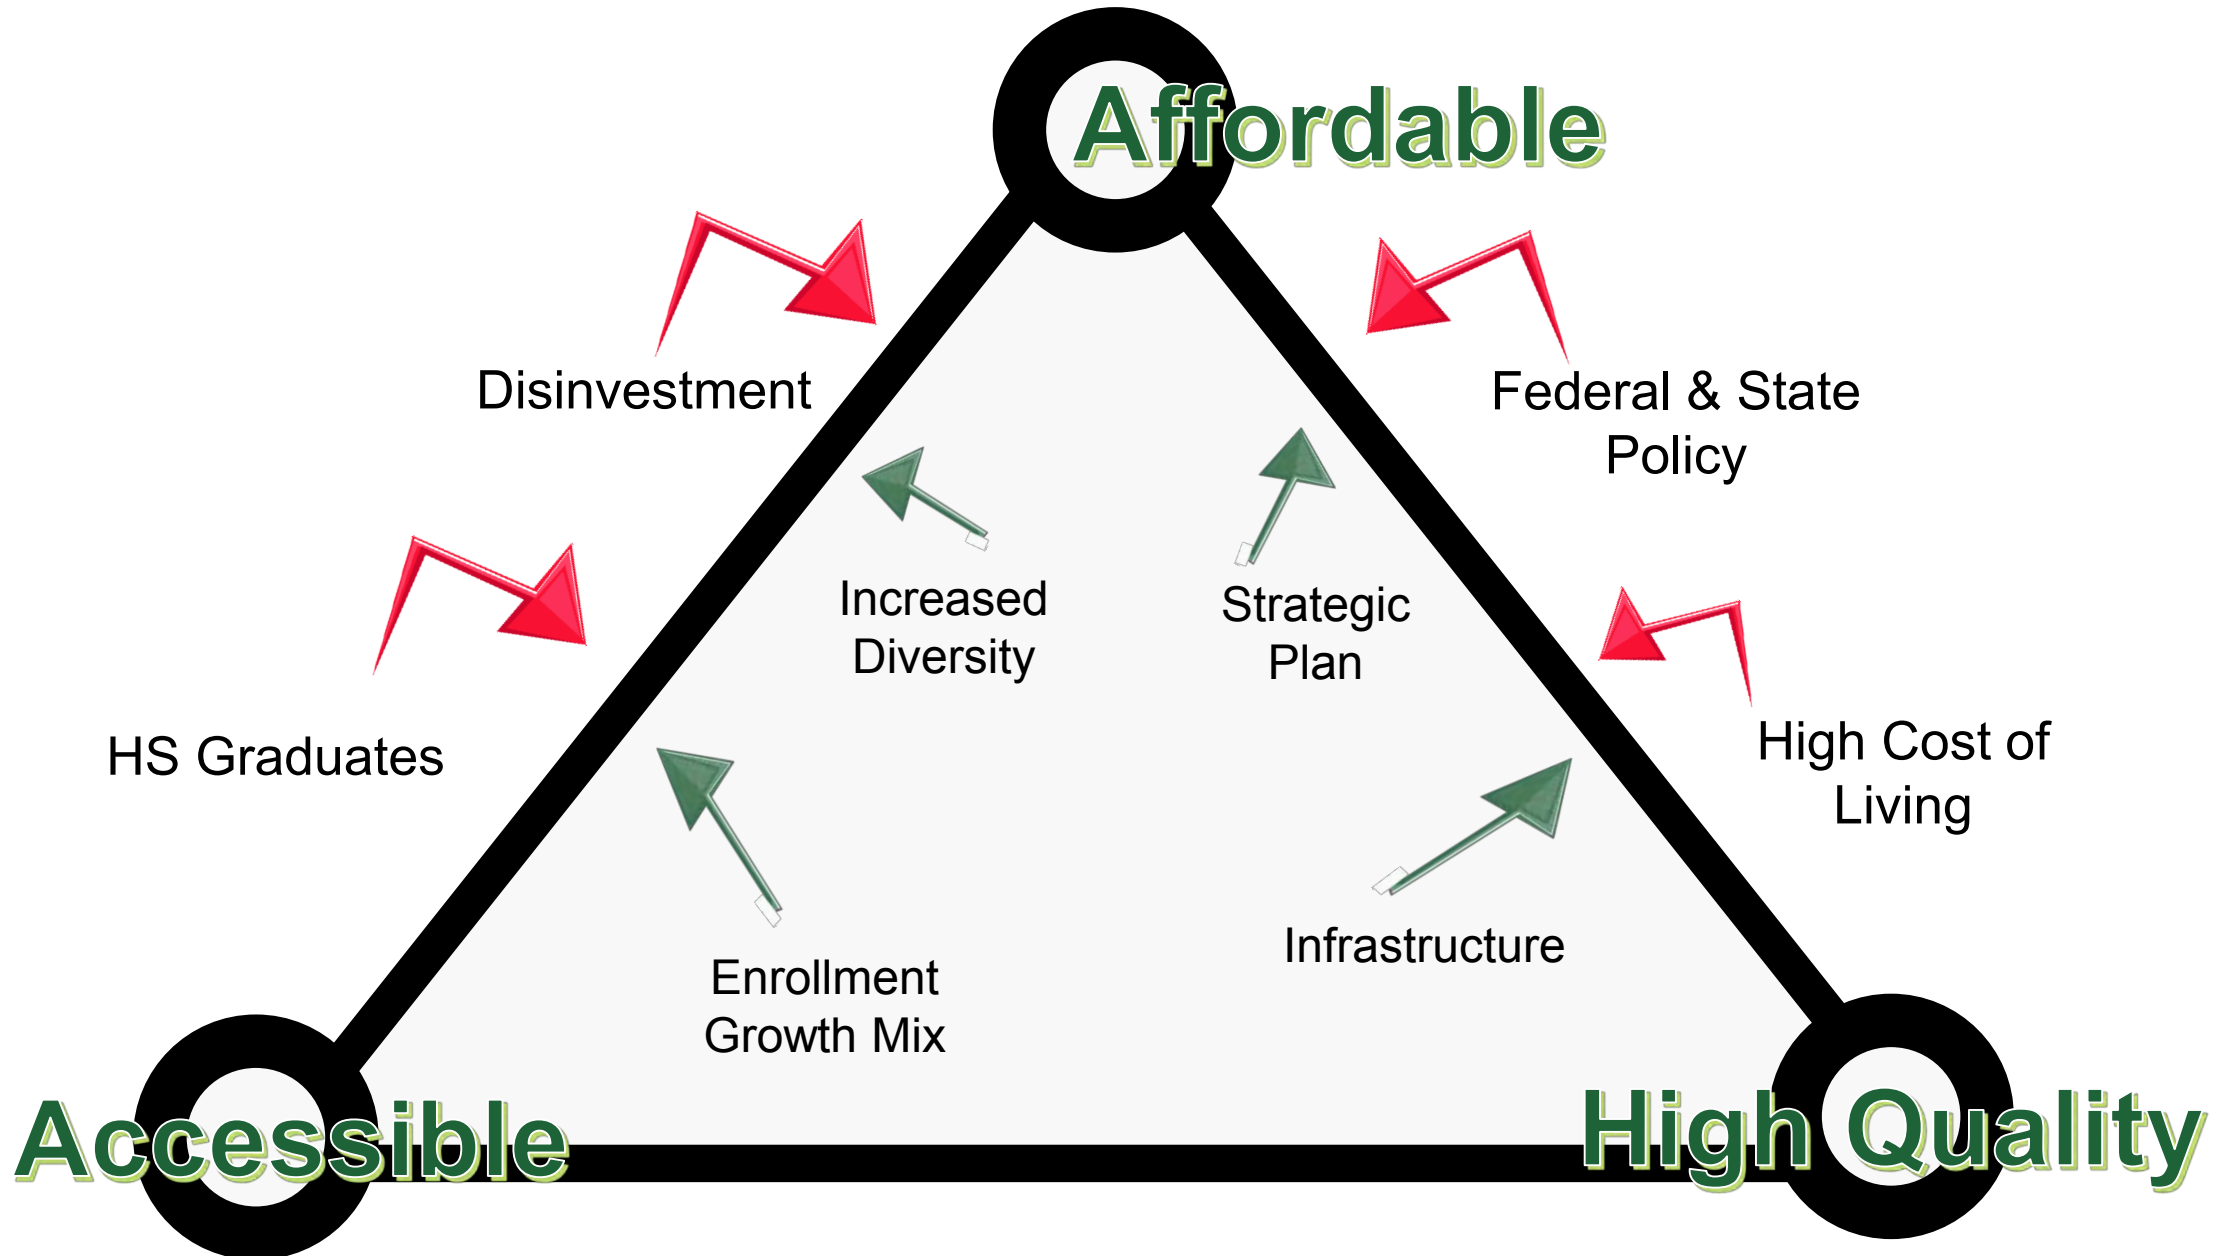 Affordable
Disinvestment
Federal & State
Policy
Increased
Diversity
Strategic
Plan
HS Graduates
High Cost of
Living
Infrastructure
Enrollment
Growth Mix
Accessible
High Quality